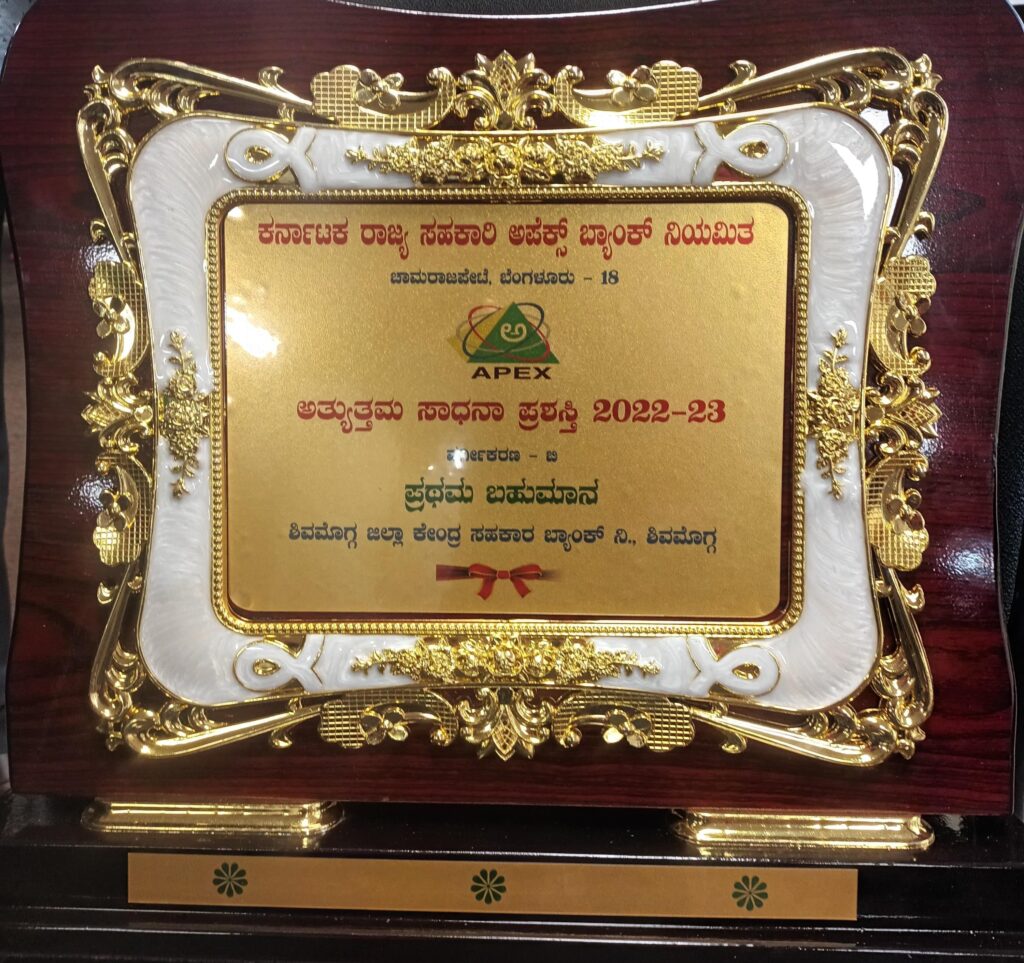 ಕರ್ನಾಟಕ ರಾಜ್ಯ ಸಹಕಾರಿ ಅಪೆಕ್ಸ್ ಬ್ಯಾಂಕ್ ನಿಯಮಿತ
ಚಾಮರಾಜಪೇಟೆ, ಬೆಂಗಳೂರು - 18
ಅ
APEX
ಅತ್ಯುತ್ತಮ ಸಾಧನಾ ಪ್ರಶಸ್ತಿ 2022-23
ವರ್ಗೀಕರಣ - ಬಿ
ಪ್ರಥಮ ಬಹುಮಾನ
ಶಿವಮೊಗ್ಗ ಜಿಲ್ಲಾ ಕೇಂದ್ರ ಸಹಕಾರ ಬ್ಯಾಂಕ್ ನಿ., ಶಿವಮೊಗ್ಗ